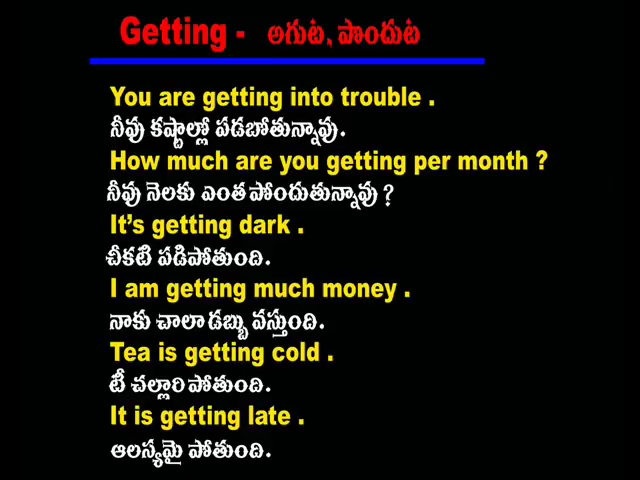 Getting - అగుట, పొందుట
You are getting into trouble .
నీవు కష్టాల్లో పడబోతున్నావు.
How much are you getting per month ?
నీవు నెలకు ఎంత పోందుతున్నావు ?
It’s getting dark .
చీకటి పడిపోతుంది.
I am getting much money .
నాకు చాలా డబ్బు వస్తుంది.
Tea is getting cold .
టీ చల్లారి పోతుంది.
It is getting late .
ఆలస్యమై పోతుంది.